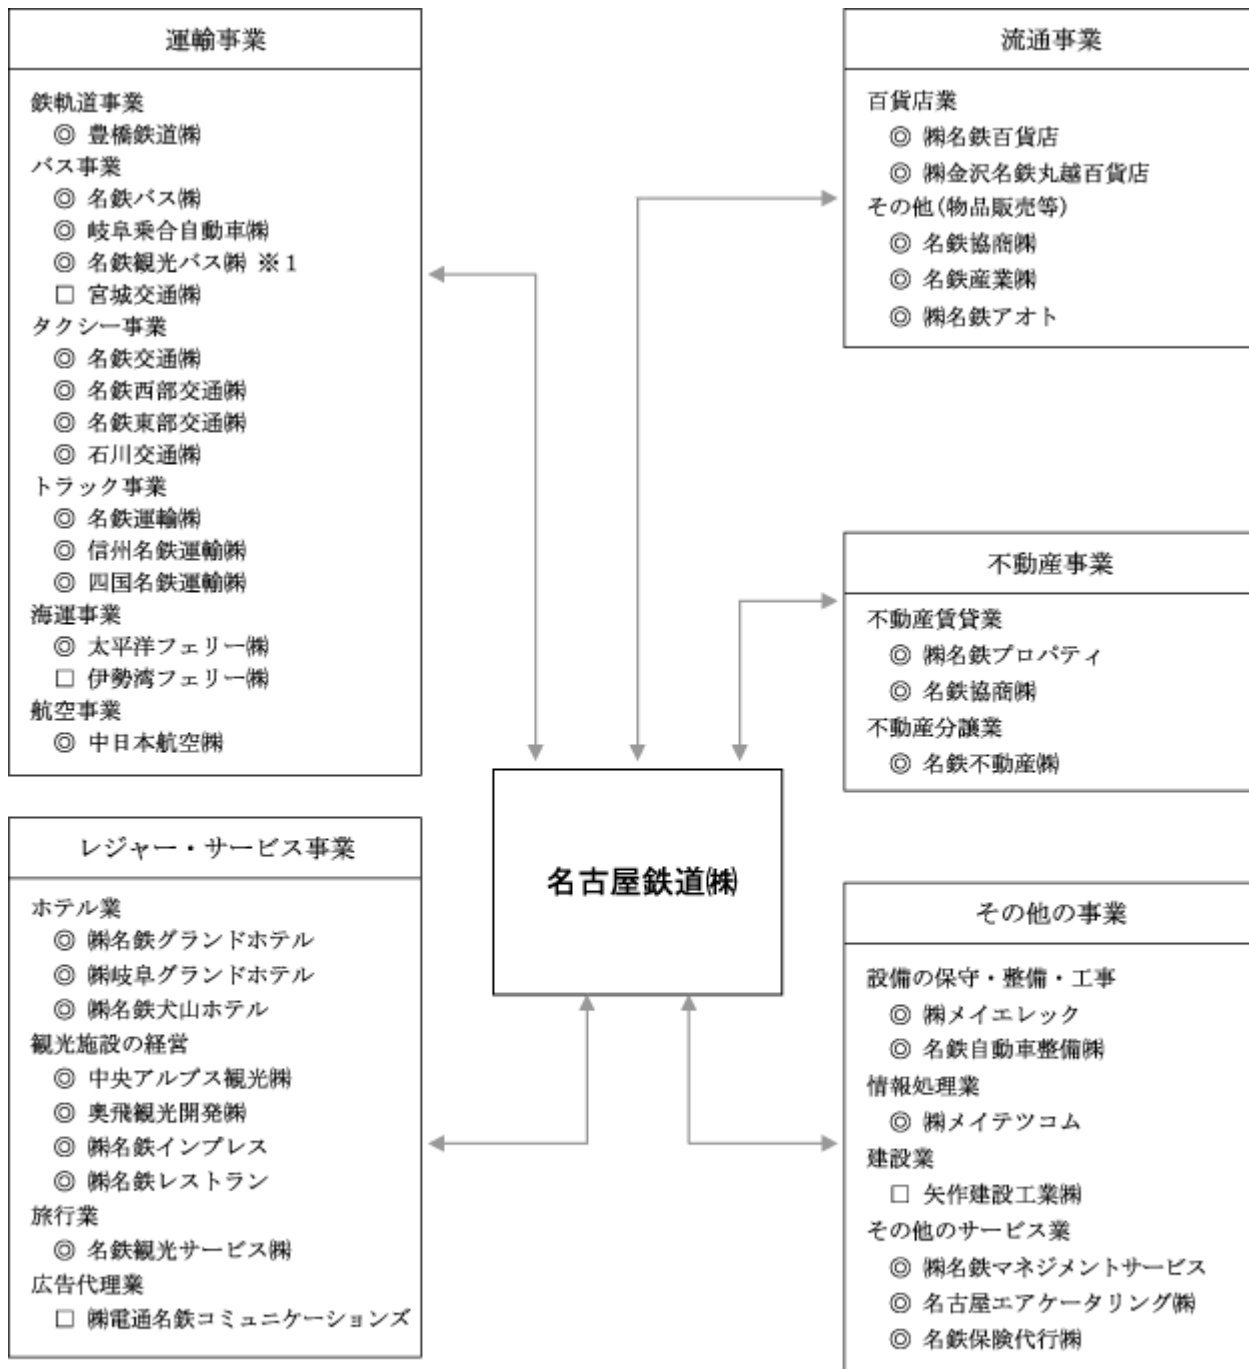 運輸事業
鉄軌道事業
◎ 豊橋鉄道㈱
バス事業
◎ 名鉄バス㈱
◎ 岐阜乗合自動車㈱
◎ 名鉄観光バス㈱ ※1
□ 宮城交通㈱
タクシー事業
◎ 名鉄交通㈱
◎ 名鉄西部交通㈱
◎ 名鉄東部交通㈱
◎ 石川交通㈱
トラック事業
◎ 名鉄運輸㈱
◎ 信州名鉄運輸㈱
◎ 四国名鉄運輸㈱
海運事業
◎ 太平洋フェリー㈱
□ 伊勢湾フェリー㈱
航空事業
◎ 中日本航空㈱
流通事業
百貨店業
◎ ㈱名鉄百貨店
◎ ㈱金沢名鉄丸越百貨店
その他(物品販売等)
◎ 名鉄協商㈱
◎ 名鉄産業㈱
◎ ㈱名鉄アオト
不動産事業
不動産賃貸業
◎ ㈱名鉄プロパティ
◎ 名鉄協商㈱
不動産分譲業
◎ 名鉄不動産㈱
名古屋鉄道㈱
レジャー・サービス事業
ホテル業
◎ ㈱名鉄グランドホテル
◎ ㈱岐阜グランドホテル
◎ ㈱名鉄犬山ホテル
観光施設の経営
◎ 中央アルプス観光㈱
◎ 奥飛観光開発㈱
◎ ㈱名鉄インプレス
◎ ㈱名鉄レストラン
旅行業
◎ 名鉄観光サービス㈱
広告代理業
□ ㈱電通名鉄コミュニケーションズ
その他の事業
設備の保守・整備・工事
◎ ㈱メイエレック
◎ 名鉄自動車整備㈱
情報処理業
◎ ㈱メイテツコム
建設業
□ 矢作建設工業㈱
その他のサービス業
◎ ㈱名鉄マネジメントサービス
◎ 名古屋エアケータリング㈱
◎ 名鉄保険代行㈱